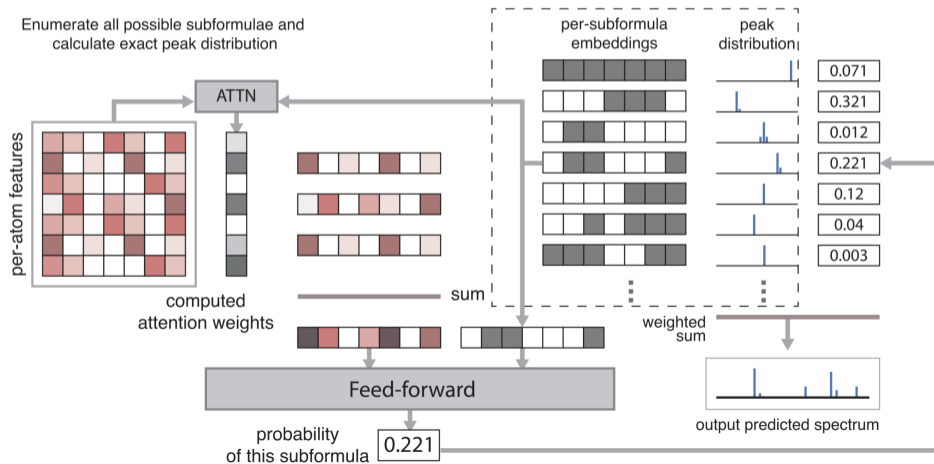 Enumerate all possible subformulae and
calculate exact peak distribution
per-subformula
embeddings
peak
distribution
ATTN
per-atom features
0.071
0.321
0.012
0.221
0.12
0.04
0.003
computed
attention weights
sum
weighted
sum
Feed-forward
output predicted spectrum
probability
of this subformula
0.221